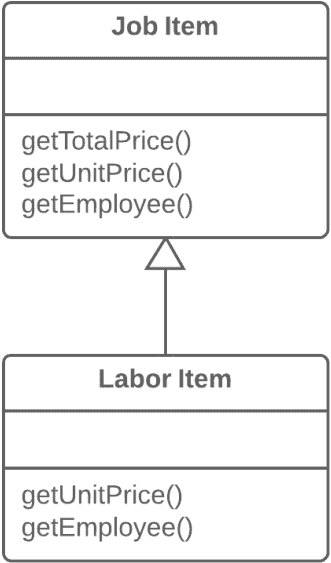 Job Item
getTotalPrice()
getUnitPrice()
getEmployee()
Labor Item
getUnitPrice()
getEmployee()